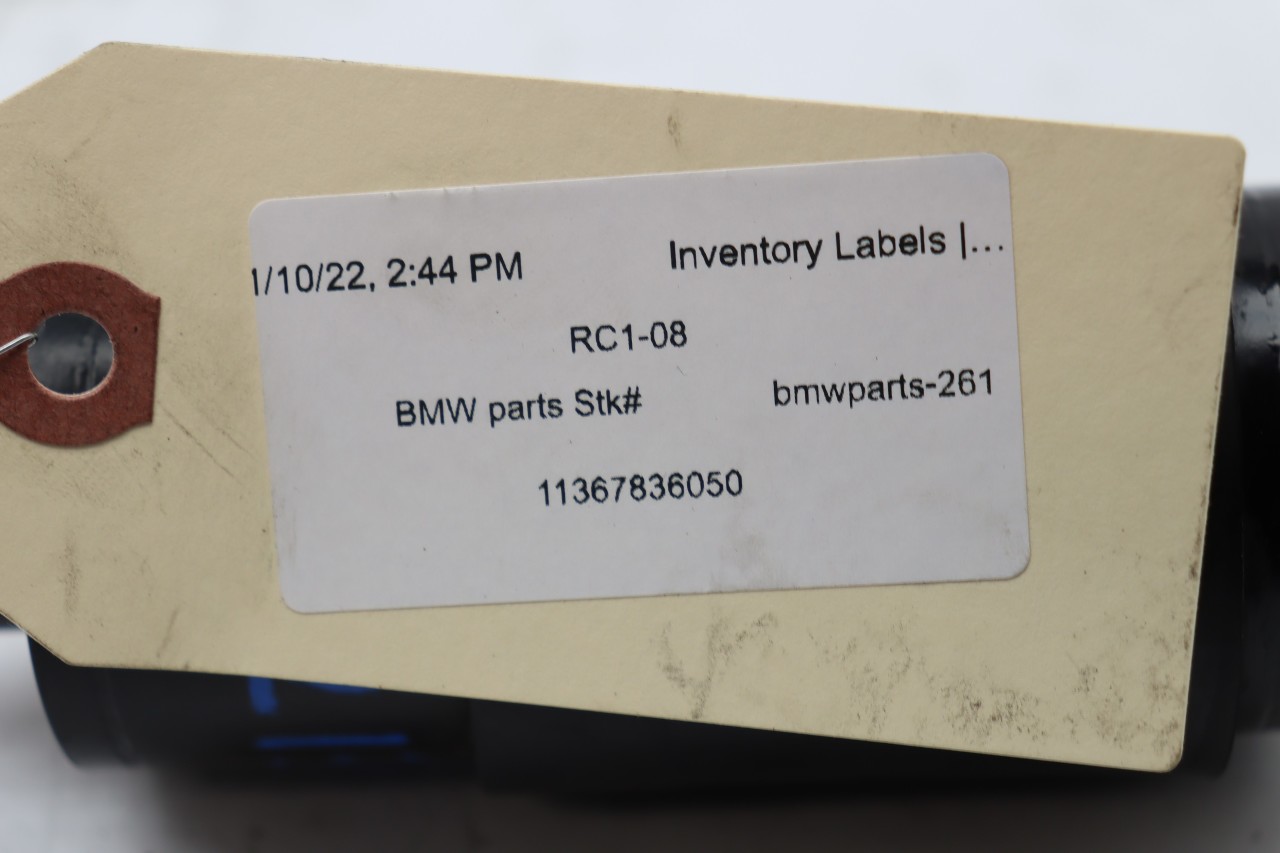 1/10/22, 2:44 PM Inventory Labels |...
RC1-08
BMW parts Stk# bmwparts-261
11367836050